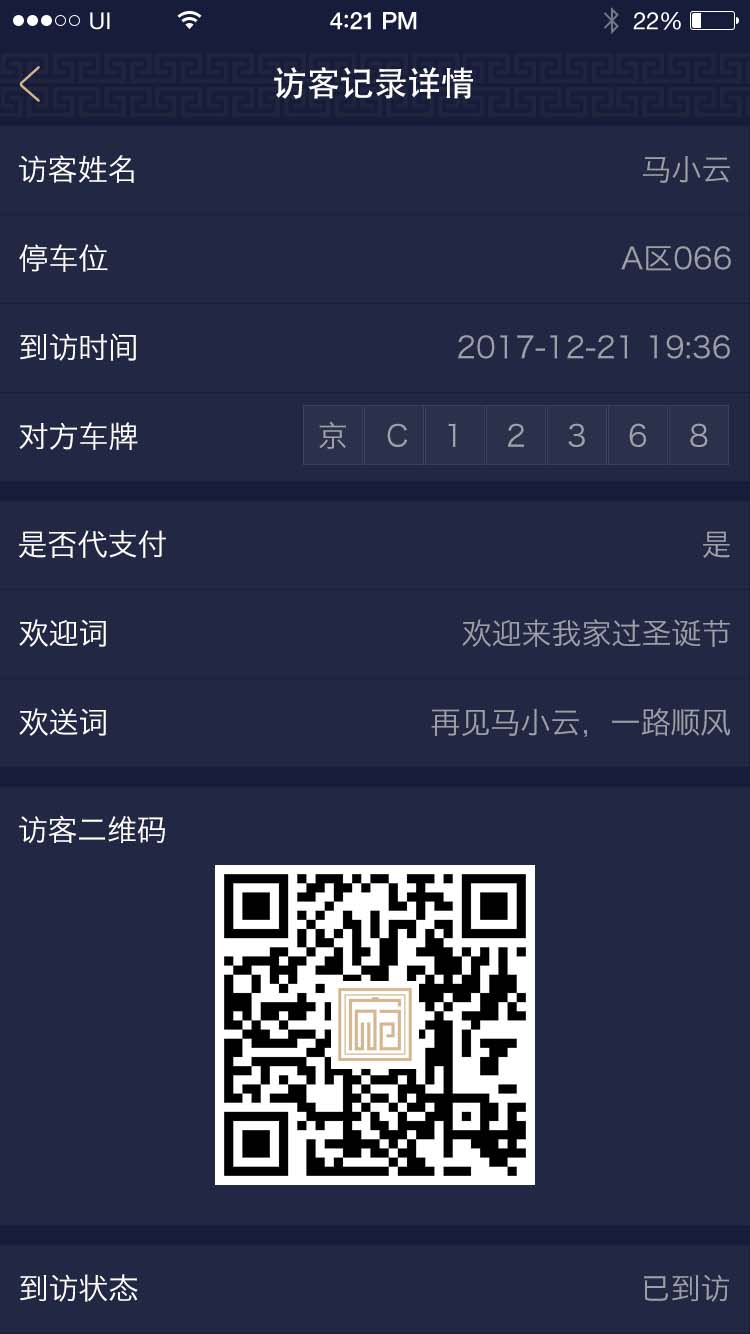 UI 4:21 PM 22%
访客记录详情
访客姓名 马小云
停车位 A区066
到访时间 2017-12-21 19:36
对方车牌 京 C 1 2 3 6 8
是否代支付 是
欢迎词 欢迎来我家过圣诞节
欢送词 再见马小云，一路顺风
访客二维码
到访状态 已到访